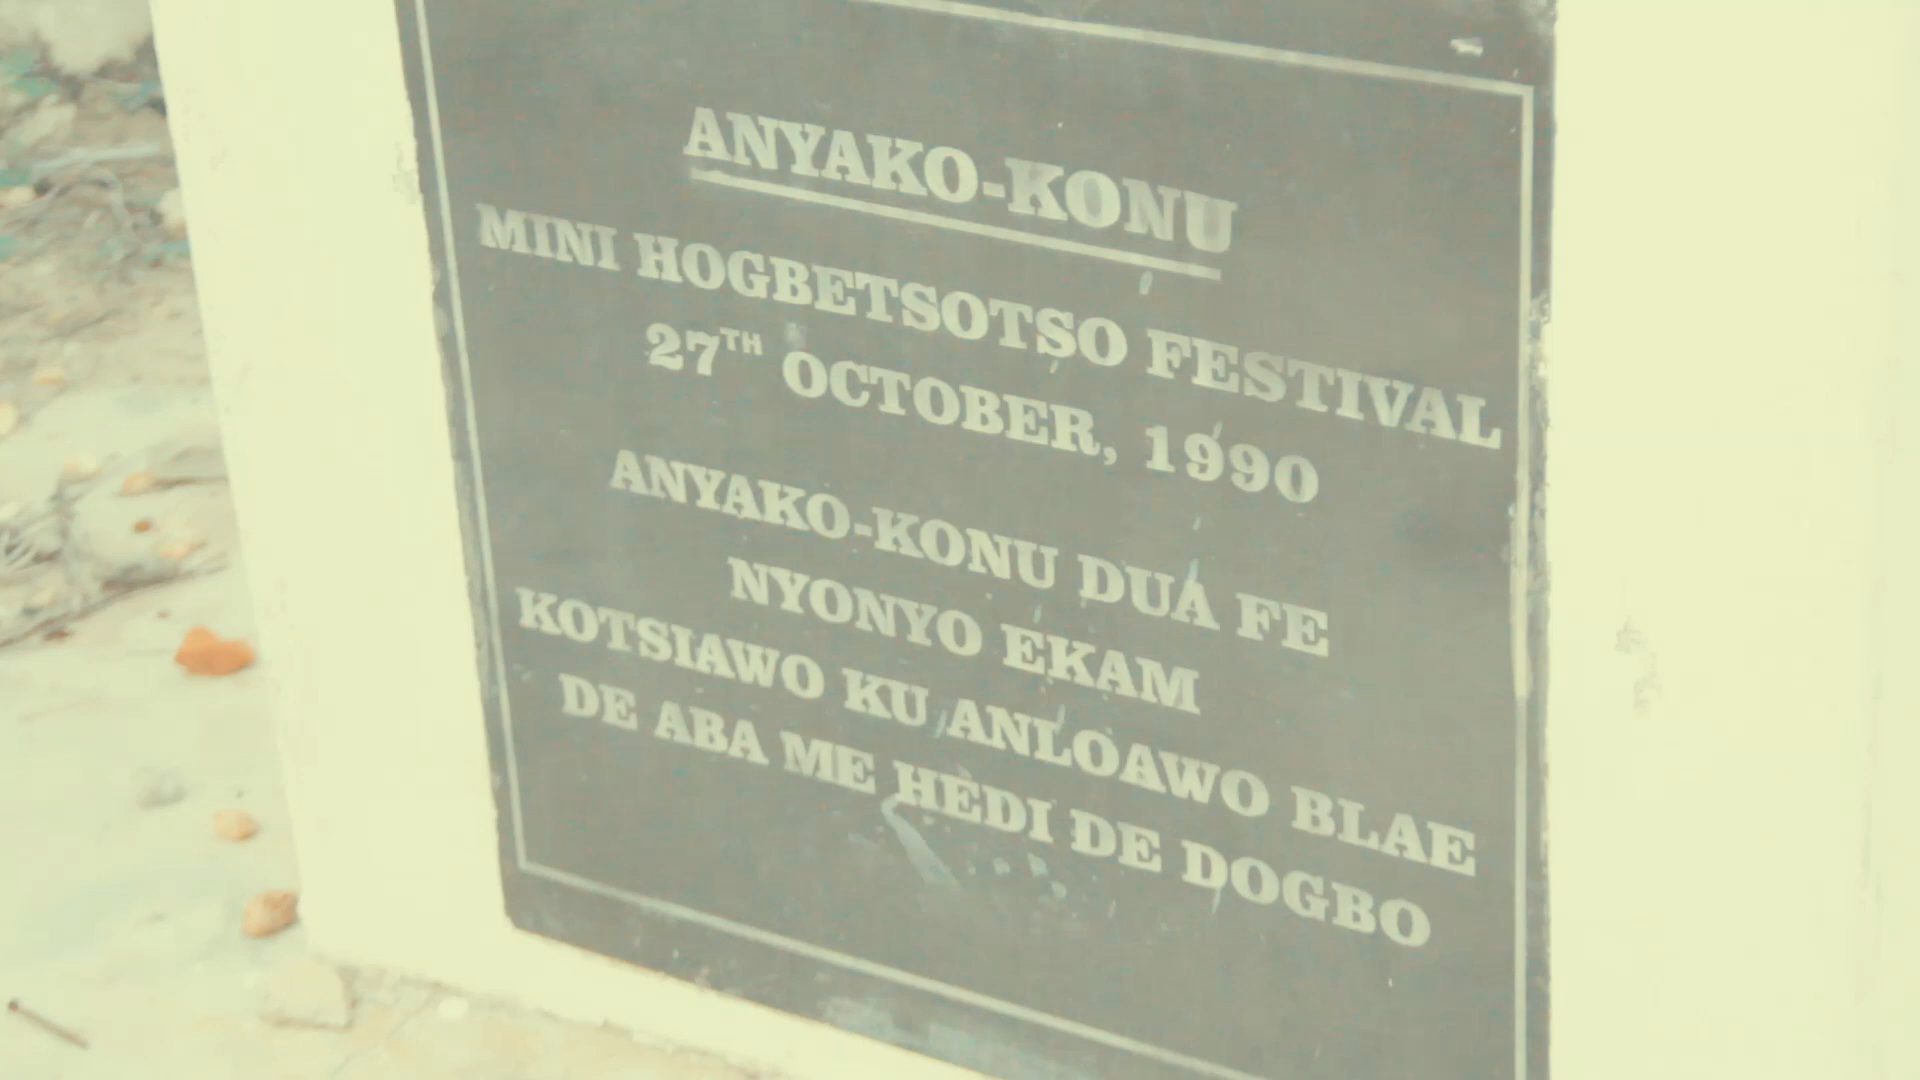 ANYAKO-KONU
MINI HOGBETSOTSO FESTIVAL
27TH OCTOBER, 1990
ANYAKO-KONU DUA FE
NYONYO EKAM
KOTSIAWO KU ANLOAWO BLAE
DE ABA ME HEDI DE DOGBO